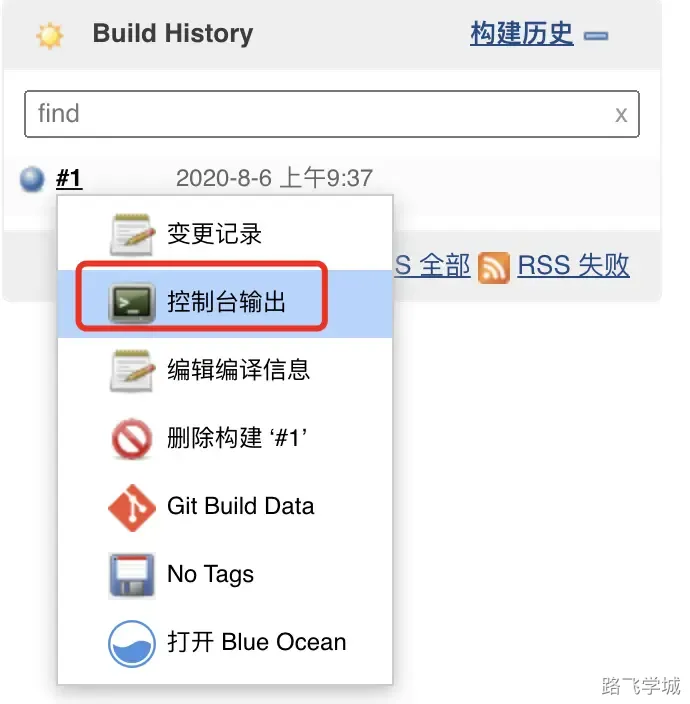 Build History 构建历史
find x
#1 2020-8-6 上午9:37
变更记录
S 全部 RSS 失败
控制台输出
编辑编译信息
删除构建 ‘#1’
Git Build Data
No Tags
打开 Blue Ocean
路飞学城